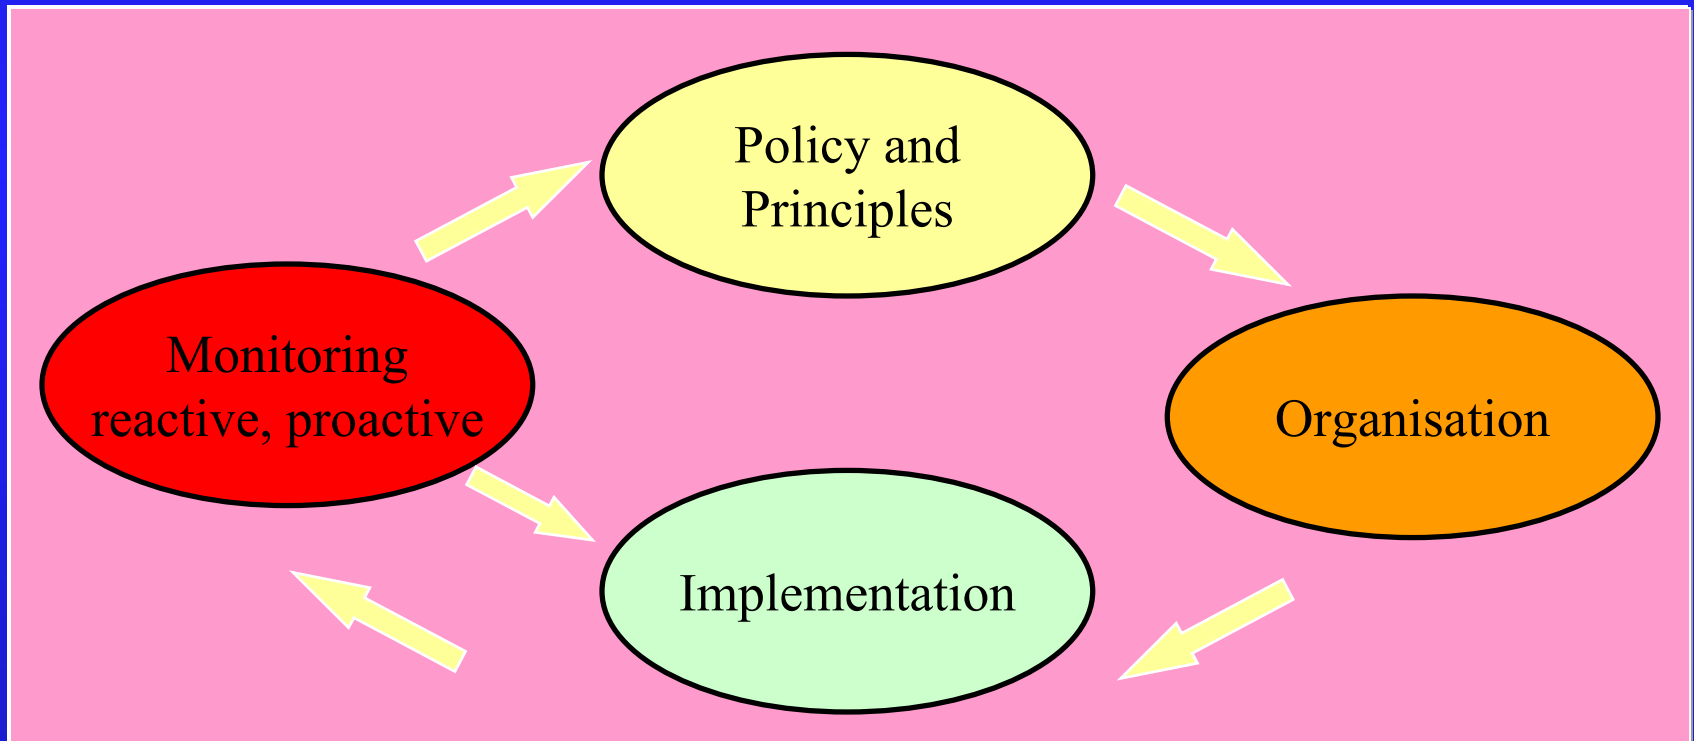 Policy and
Principles
Monitoring
reactive, proactive
Organisation
Implementation